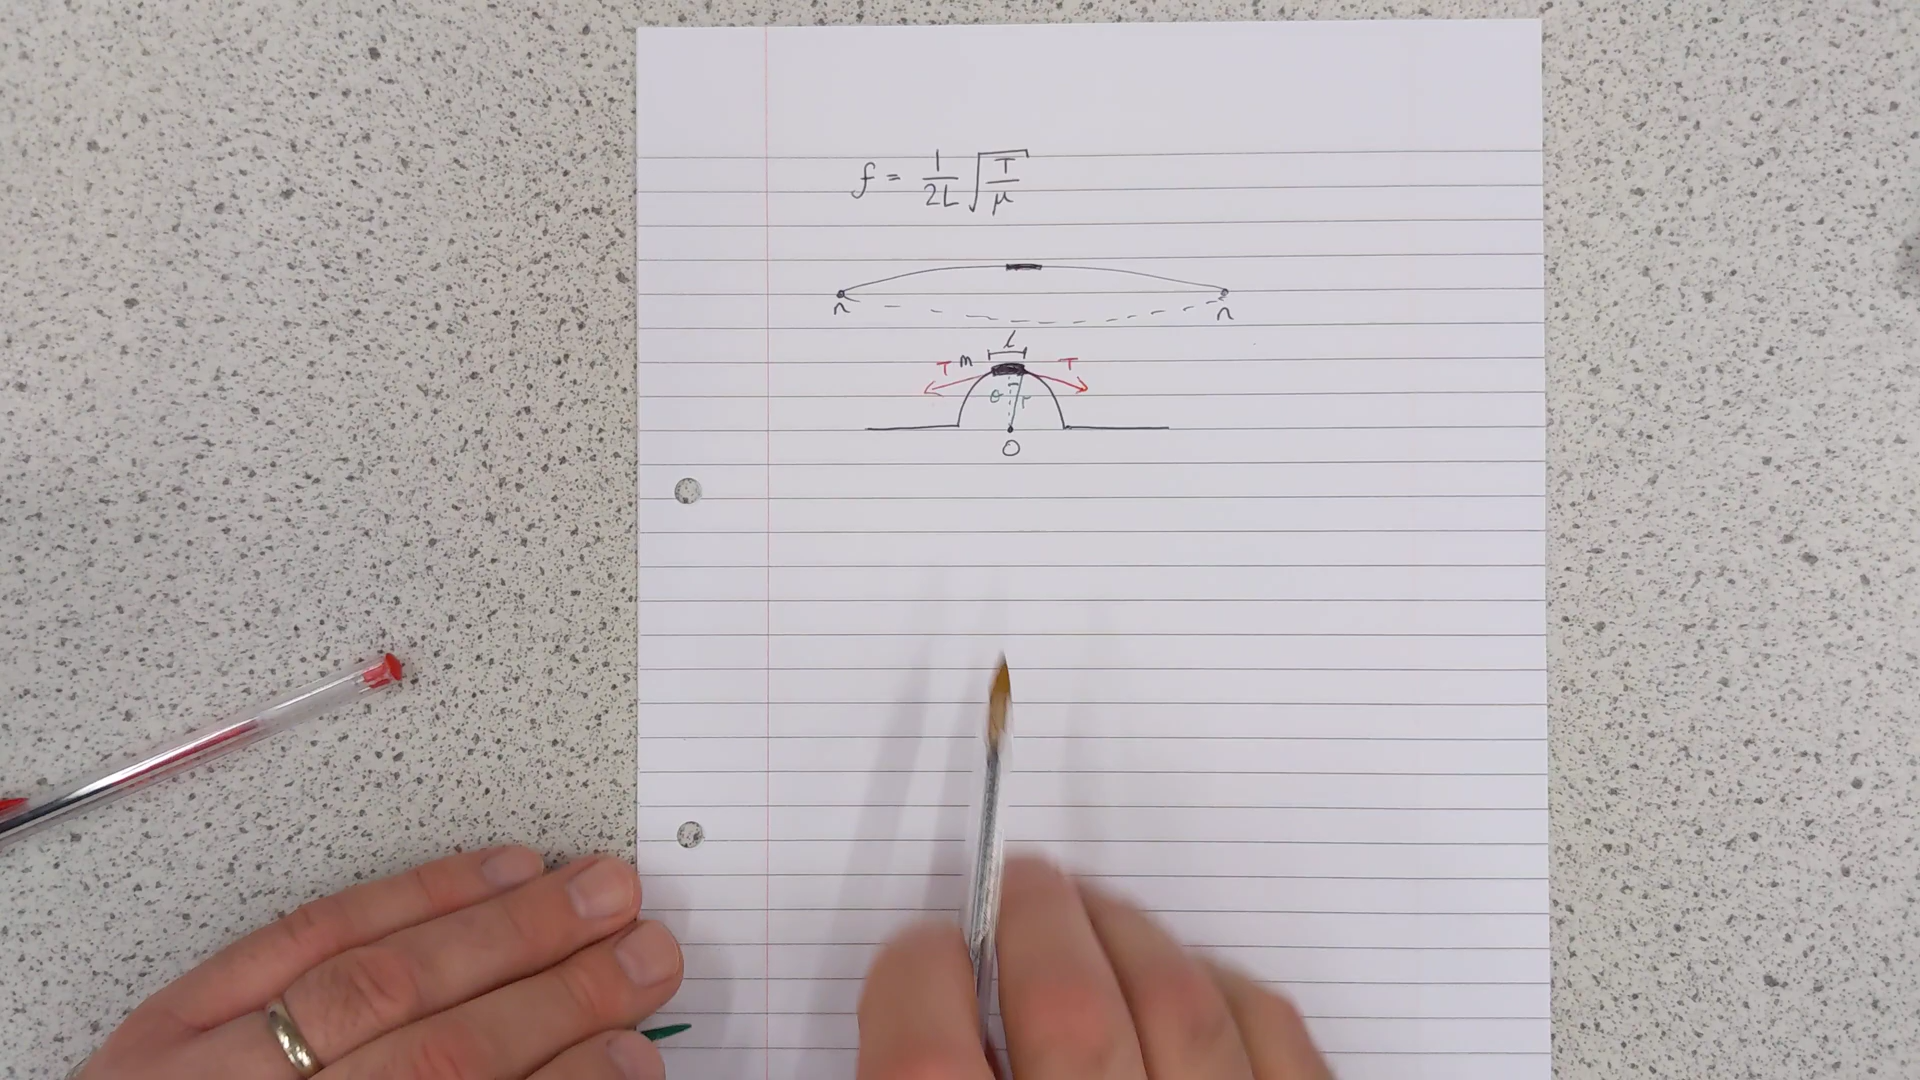 f = 1/2L √(T/μ)
n n
l
T m T
θ r
O